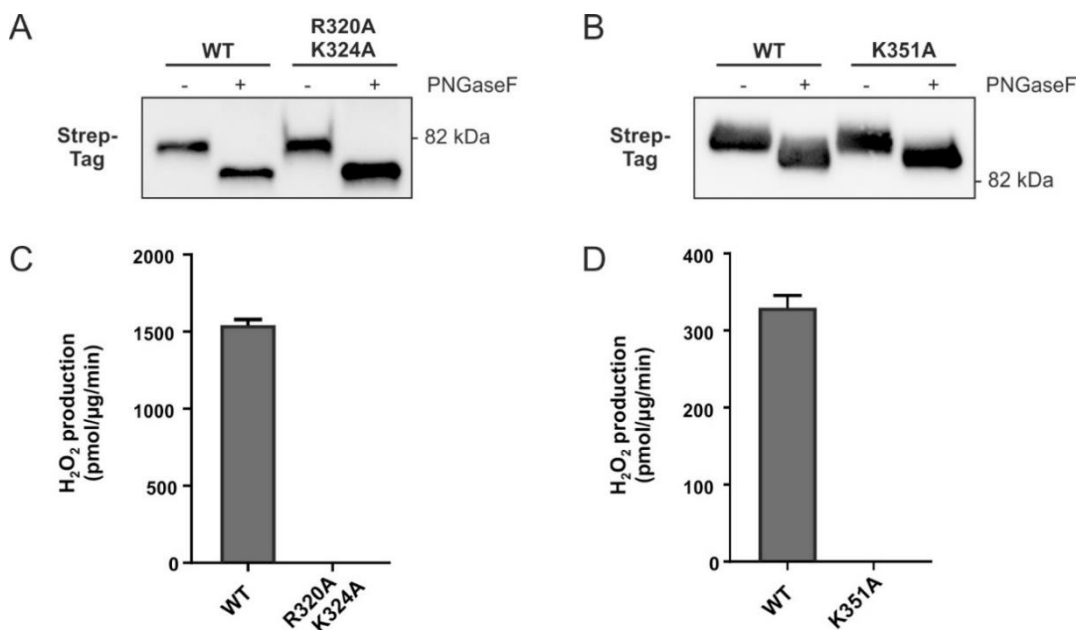 A
WT
R320A
K324A
- + - + PNGaseF
Strep-
Tag
- 82 kDa
B
WT
K351A
- + - + PNGaseF
Strep-
Tag
- 82 kDa
C
H₂O₂ production
(pmol/µg/min)
2000
1500
1000
500
0
WT
R320A
K324A
D
H₂O₂ production
(pmol/µg/min)
400
300
200
100
0
WT
K351A